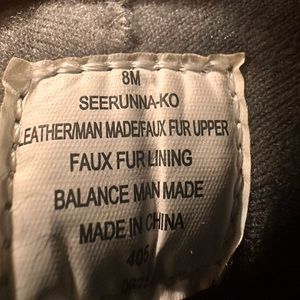 8M
SEERUNNA-KO
LEATHER/MAN MADE/FAUX FUR UPPER
FAUX FUR LINING
BALANCE MAN MADE
MADE IN CHINA
405